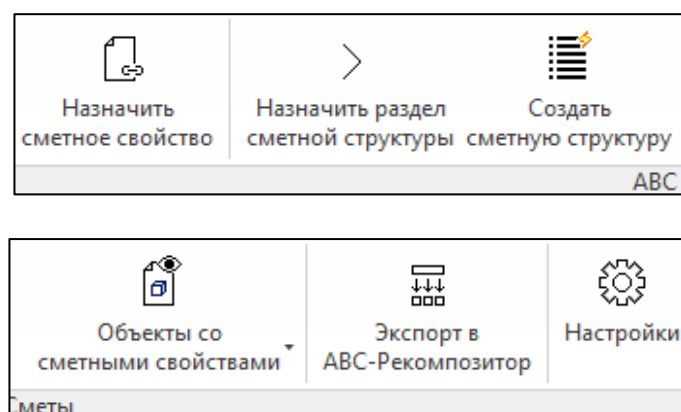 Назначить
сметное свойство
Назначить раздел
сметной структуры
Создать
сметную структуру
АВС
Объекты со
сметными свойствами
Экспорт в
АВС-Рекомпозитор
Настройки
Сметы